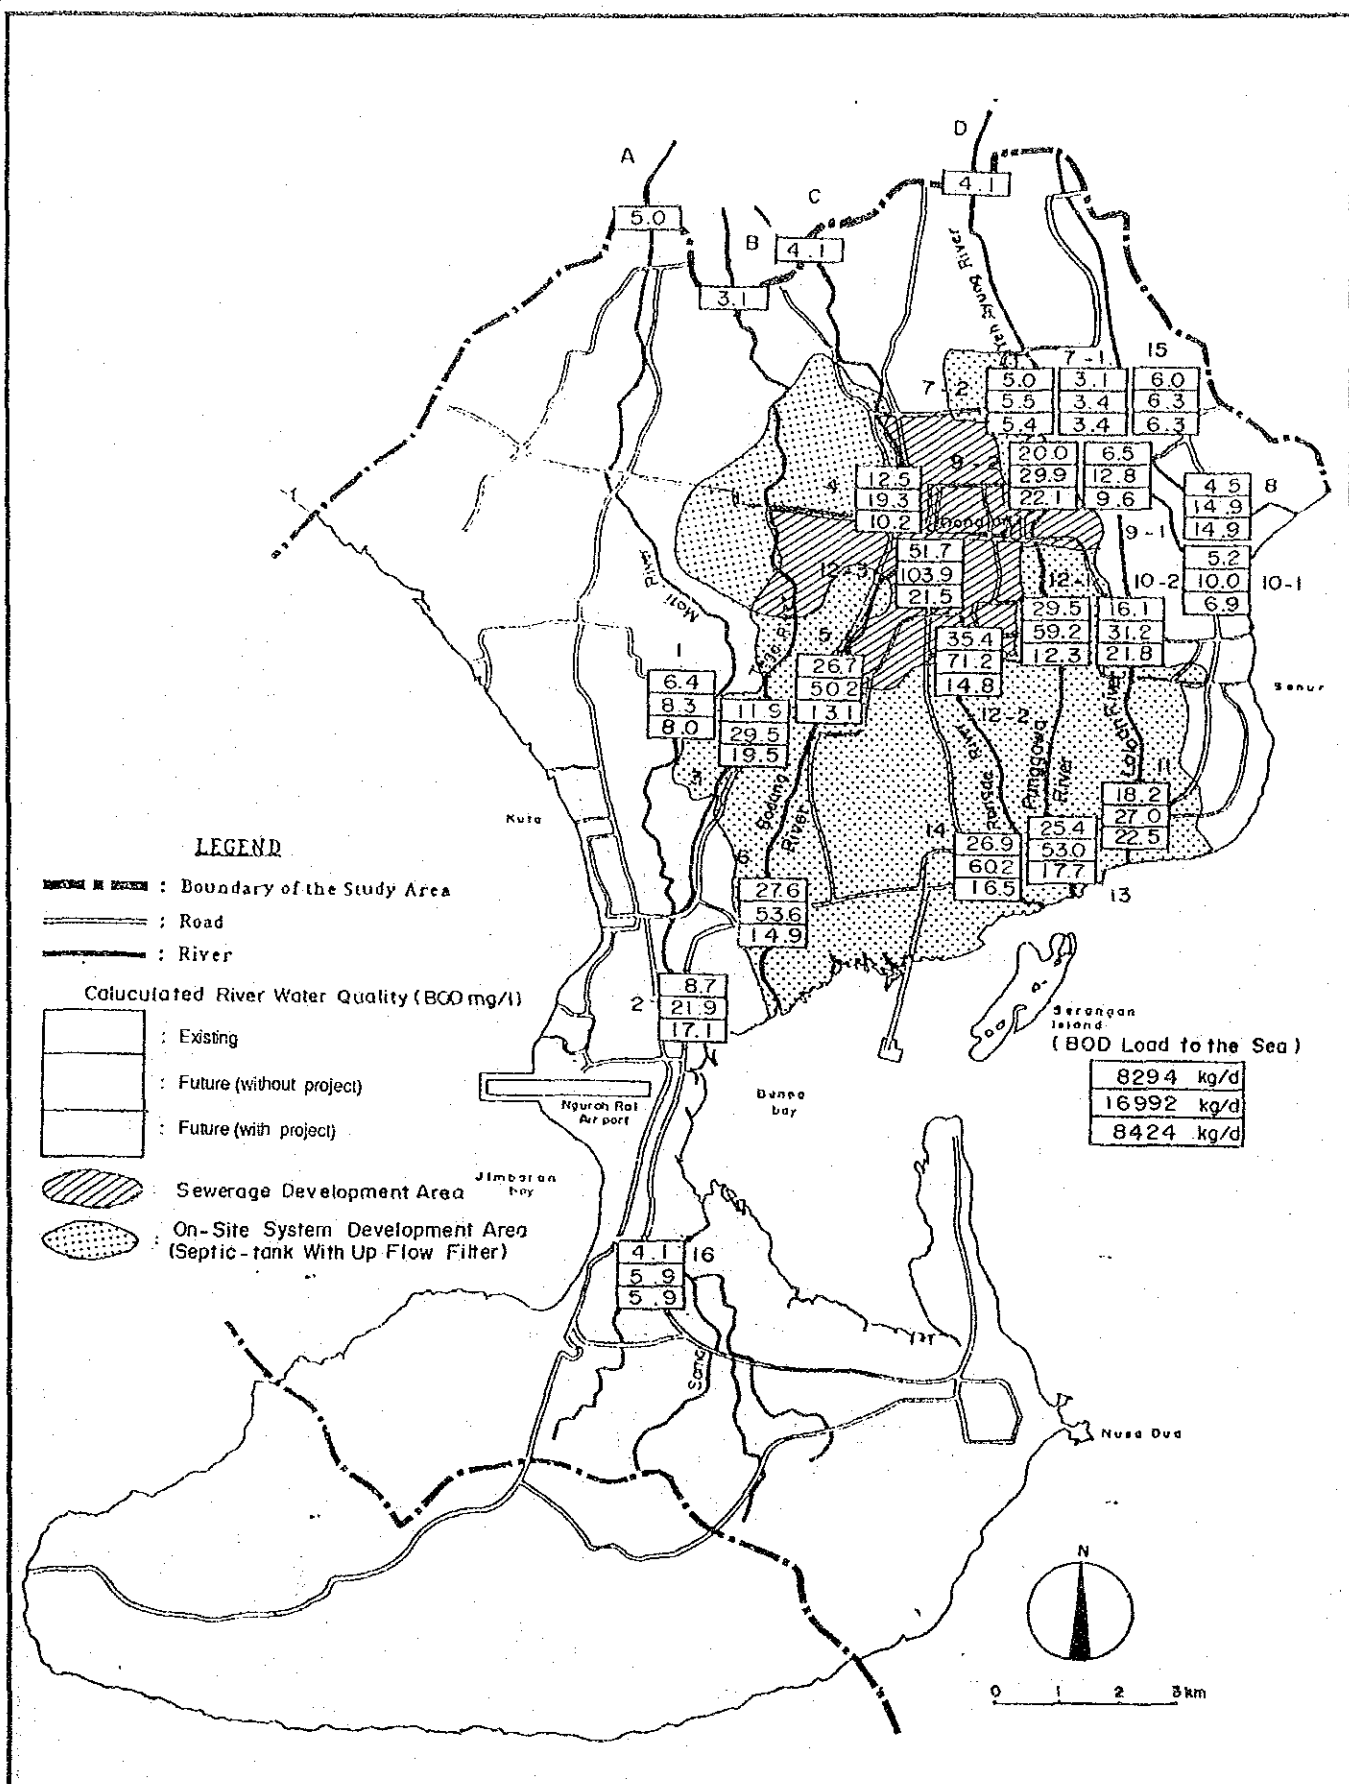 D
A
4.1
C
5.0
B
4.1
3.1
Yeh Ayung River
7-1
15
7-2
5.0
5.5
5.4
3.1
3.4
3.4
6.0
6.3
6.3
9-2
20.0
29.9
22.1
6.5
12.8
9.6
4
12.5
19.3
10.2
4.5
14.9
14.9
8
9-1
12-3
51.7
103.9
21.5
12-1
10-2
5.2
10.0
6.9
10-1
River
Mati
29.5
59.2
12.3
16.1
31.2
21.8
5
35.4
71.2
14.8
1
26.7
50.2
13.1
6.4
8.3
8.0
11.9
29.5
19.5
Sanur
12-2
River
Punggawa
River
Loloan River
11
Badung
River
18.2
27.0
22.5
Kuta
14
26.9
60.2
16.5
25.4
53.0
17.7
13
6
27.6
53.6
14.9
LEGEND
: Boundary of the Study Area
: Road
: River
Caluculated River Water Quality (BOD mg/l)
: Existing
: Future (without project)
: Future (with project)
Sewerage Development Area
: On-Site System Development Area
(Septic-tank With Up Flow Filter)
2
8.7
21.9
17.1
Serangan
Island
(BOD Load to the Sea)
8294 kg/d
16992 kg/d
8424 kg/d
Ngurah Rai
Air port
Benoa
bay
Jimbaran
bay
4.1
5.9
5.9
16
Sama
Nusa Dua
N
0 1 2 3km